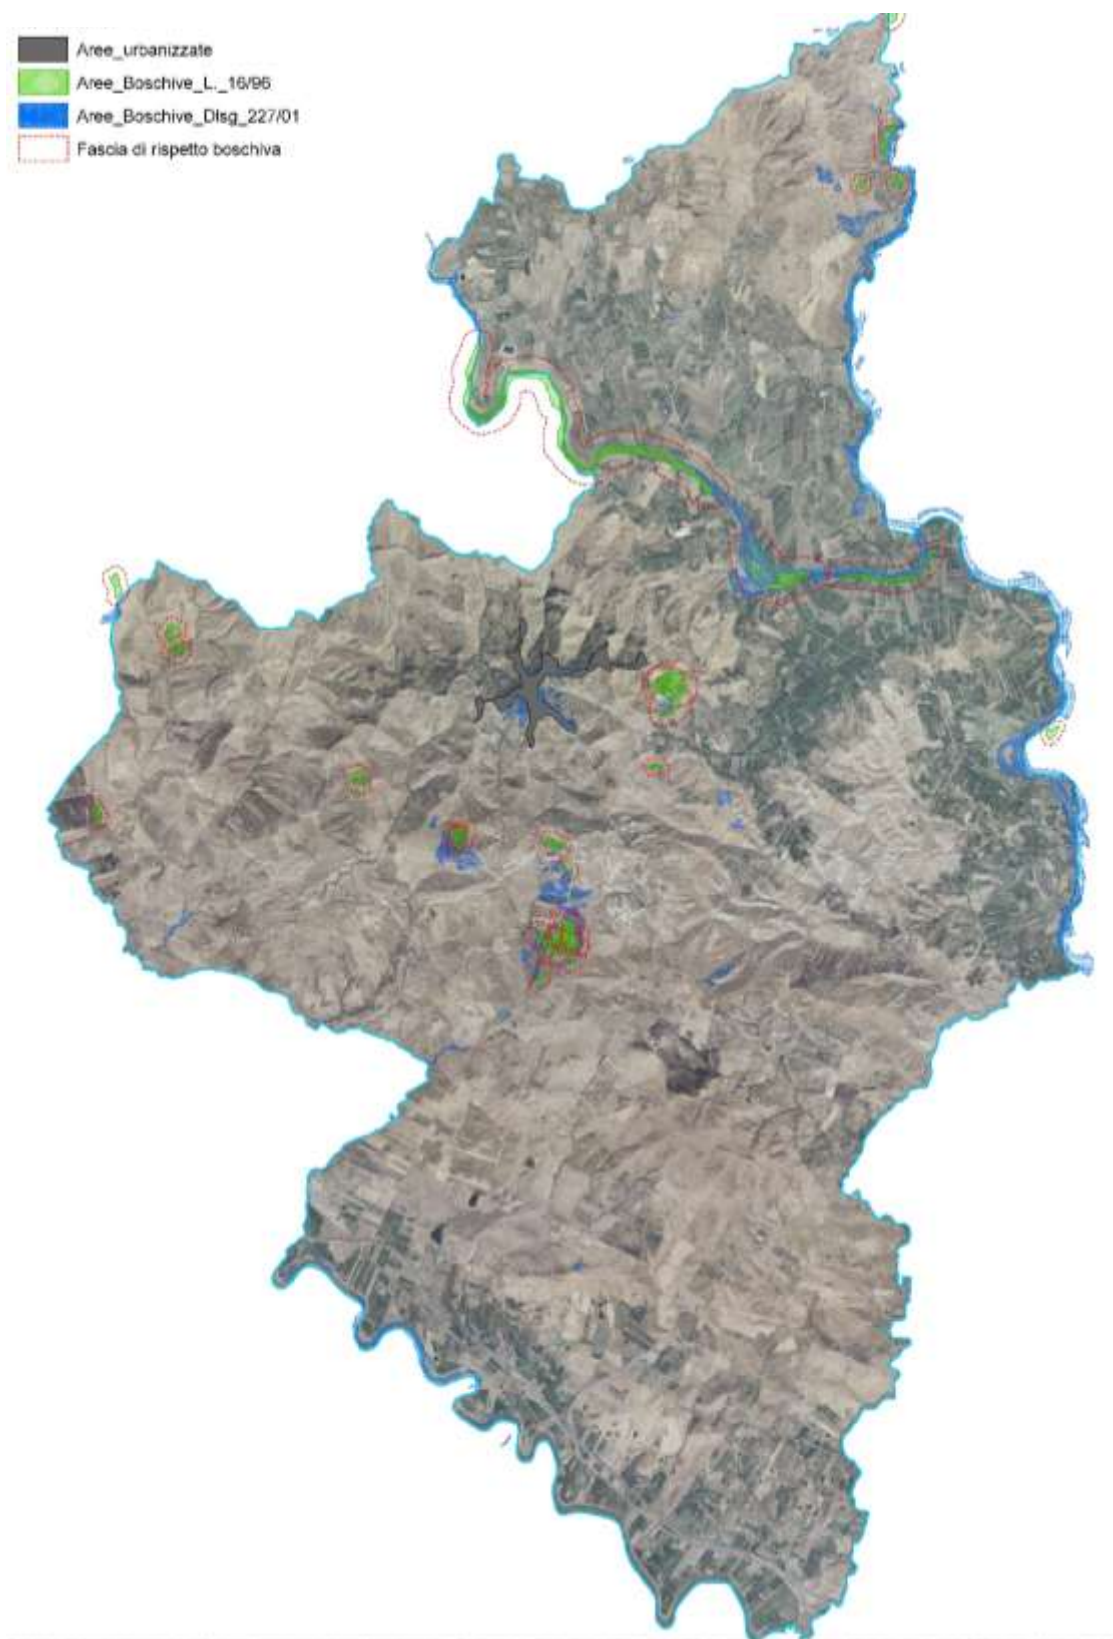 Aree_urbanizzate
Aree_Boschive_L._16/96
Aree_Boschive_Dlsg_227/01
Fascia di rispetto boschiva